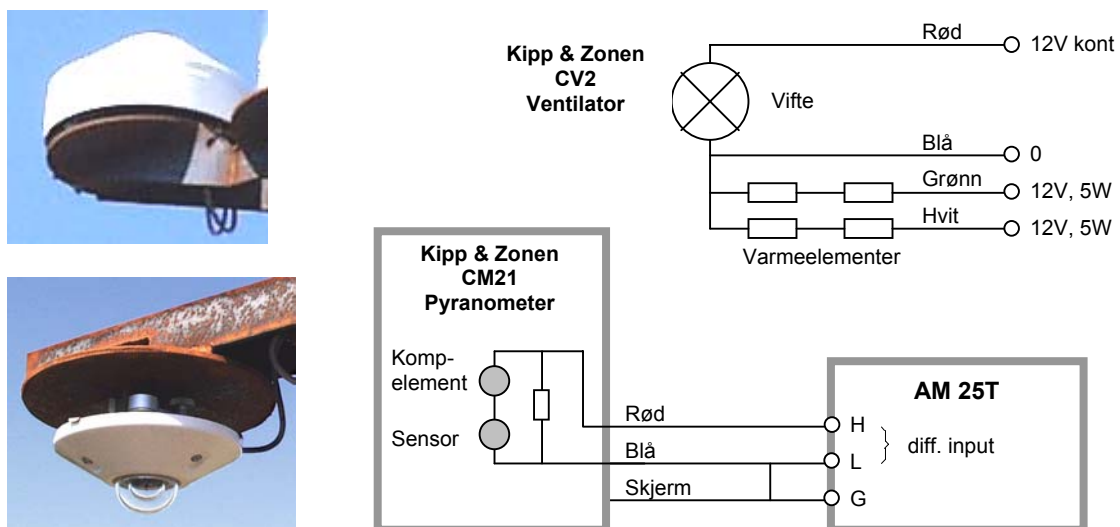 Kipp & Zonen
CV2
Ventilator
Rød
12V kont
Vifte
Blå
0
Grønn
12V, 5W
Hvit
12V, 5W
Varmeelementer
Kipp & Zonen
CM21
Pyranometer
Komp-
element
Sensor
Rød
Blå
Skjerm
AM 25T
H
L
G
diff. input